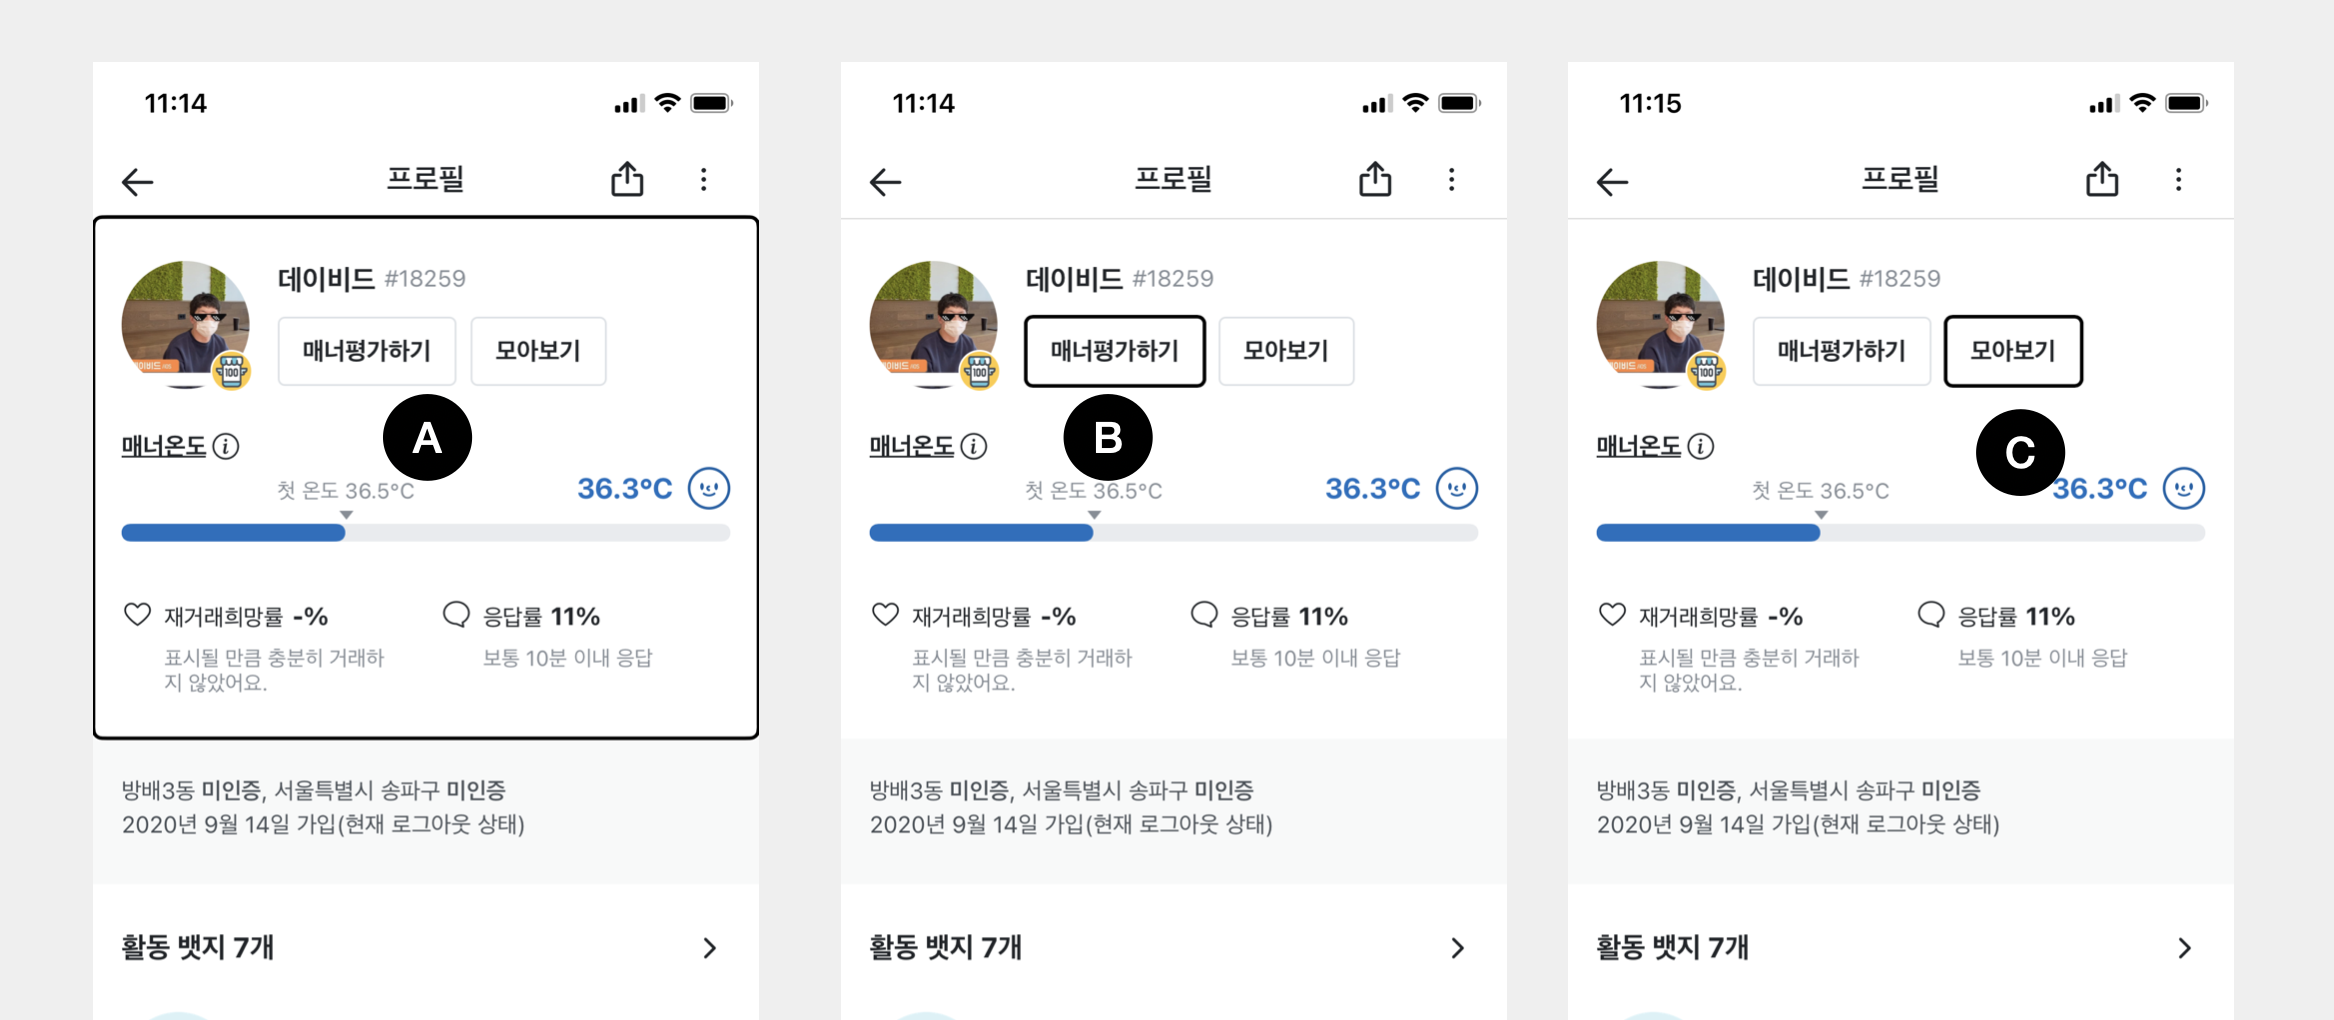 11:14
프로필
데이비드 #18259
매너평가하기 모아보기
100
A
매너온도
첫 온도 36.5°C 36.3°C
재거래희망률 -% 응답률 11%
표시될 만큼 충분히 거래하
지 않았어요.
보통 10분 이내 응답
방배3동 미인증, 서울특별시 송파구 미인증
2020년 9월 14일 가입(현재 로그아웃 상태)
활동 뱃지 7개
11:14
프로필
데이비드 #18259
매너평가하기 모아보기
100
B
매너온도
첫 온도 36.5°C 36.3°C
재거래희망률 -% 응답률 11%
표시될 만큼 충분히 거래하
지 않았어요.
보통 10분 이내 응답
방배3동 미인증, 서울특별시 송파구 미인증
2020년 9월 14일 가입(현재 로그아웃 상태)
활동 뱃지 7개
11:15
프로필
데이비드 #18259
매너평가하기 모아보기
100
C
매너온도
첫 온도 36.5°C 36.3°C
재거래희망률 -% 응답률 11%
표시될 만큼 충분히 거래하
지 않았어요.
보통 10분 이내 응답
방배3동 미인증, 서울특별시 송파구 미인증
2020년 9월 14일 가입(현재 로그아웃 상태)
활동 뱃지 7개